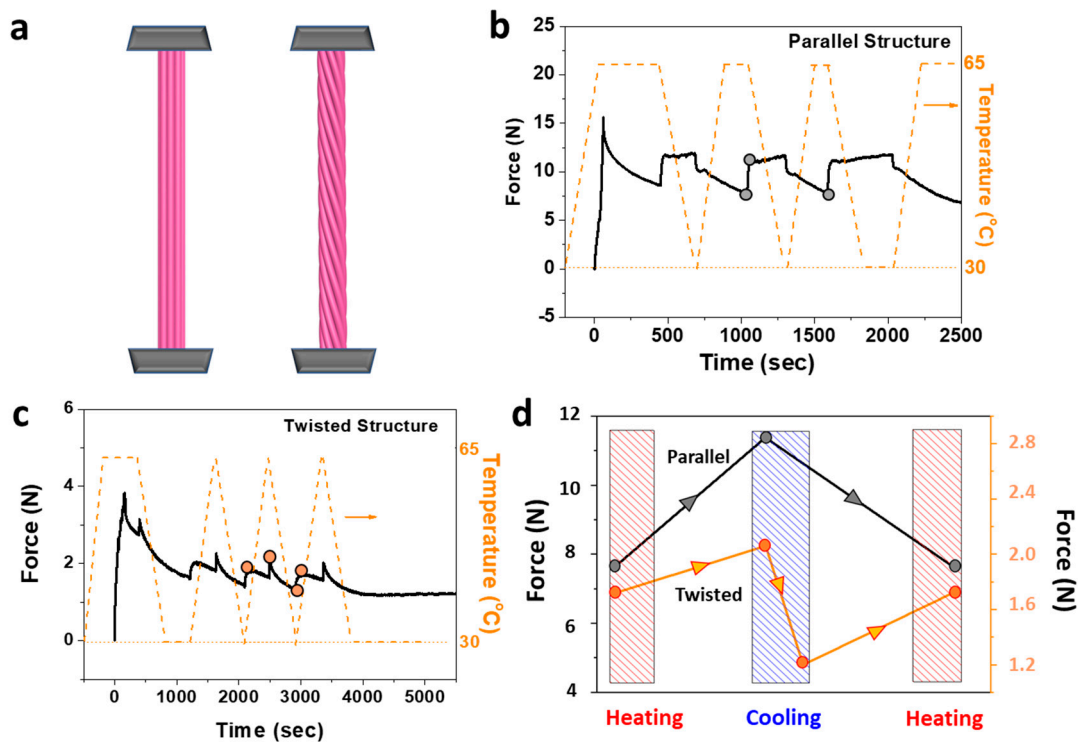 a
b
Parallel Structure
25
20
15
10
5
0
-5
Force (N)
65
30
Temperature (°C)
0
500
1000
1500
2000
2500
Time (sec)
c
Twisted Structure
6
4
2
0
Force (N)
65
30
Temperature (°C)
0
1000
2000
3000
4000
5000
Time (sec)
d
12
10
8
6
4
Force (N)
Parallel
Twisted
2.8
2.4
2.0
1.6
1.2
Force (N)
Heating
Cooling
Heating